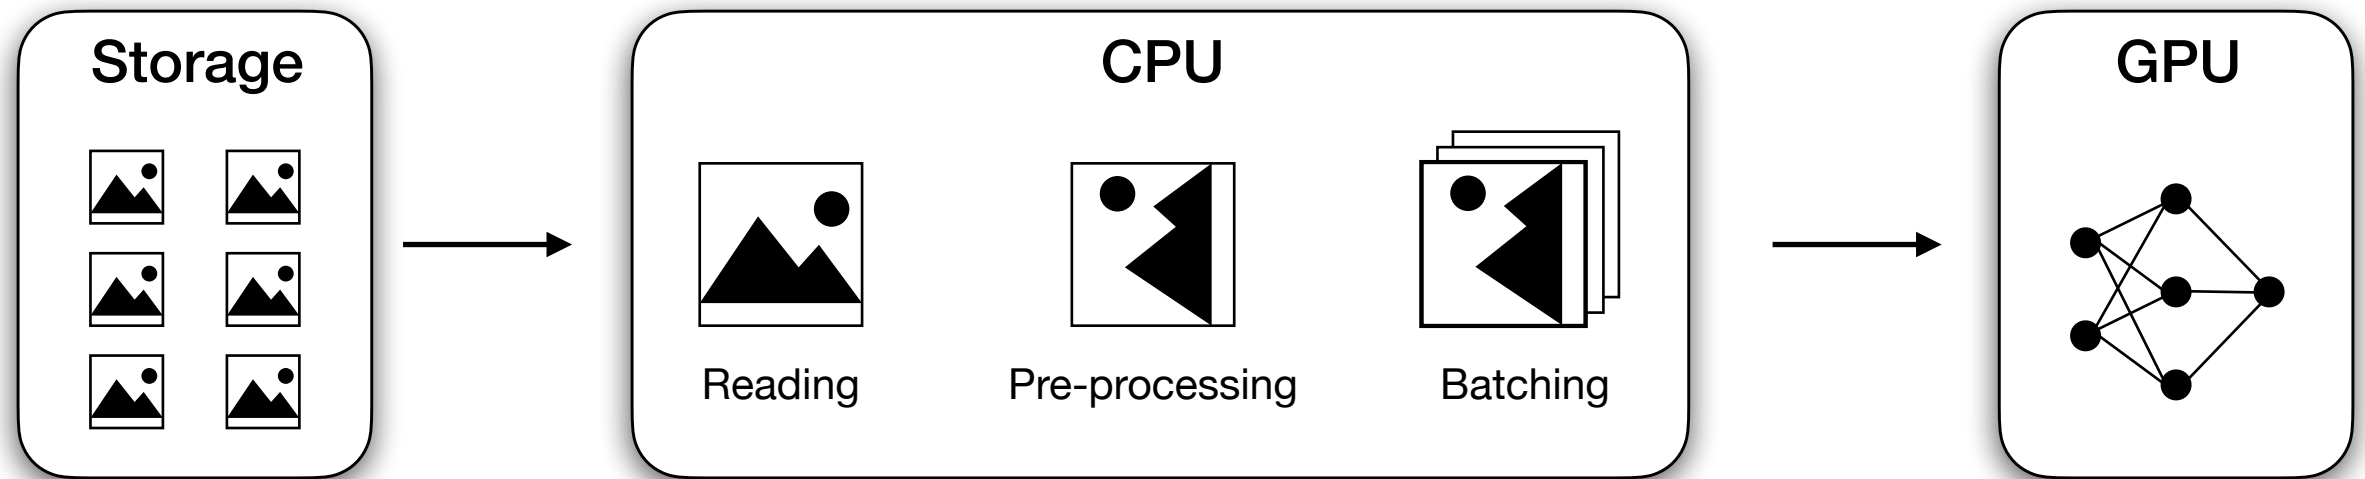 Storage
CPU
GPU
Reading
Pre-processing
Batching